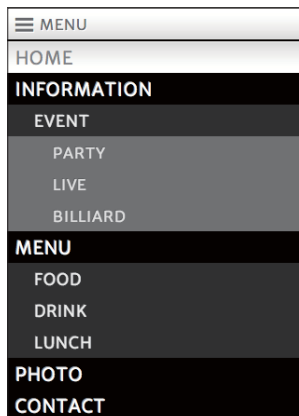 MENU
HOME
INFORMATION
EVENT
PARTY
LIVE
BILLIARD
MENU
FOOD
DRINK
LUNCH
PHOTO
CONTACT